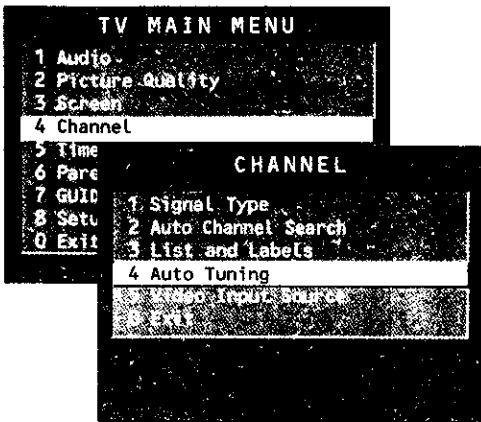 TV MAIN MENU
1 Audio
2 Picture Quality
3 Screen
4 Channel
5 Time
6 Pare
7 GUID
8 Setu
0 Exit
CHANNEL
1 Signal Type
2 Auto Channel Search
3 List and Labels
4 Auto Tuning
5 Video Input Source
0 Exit